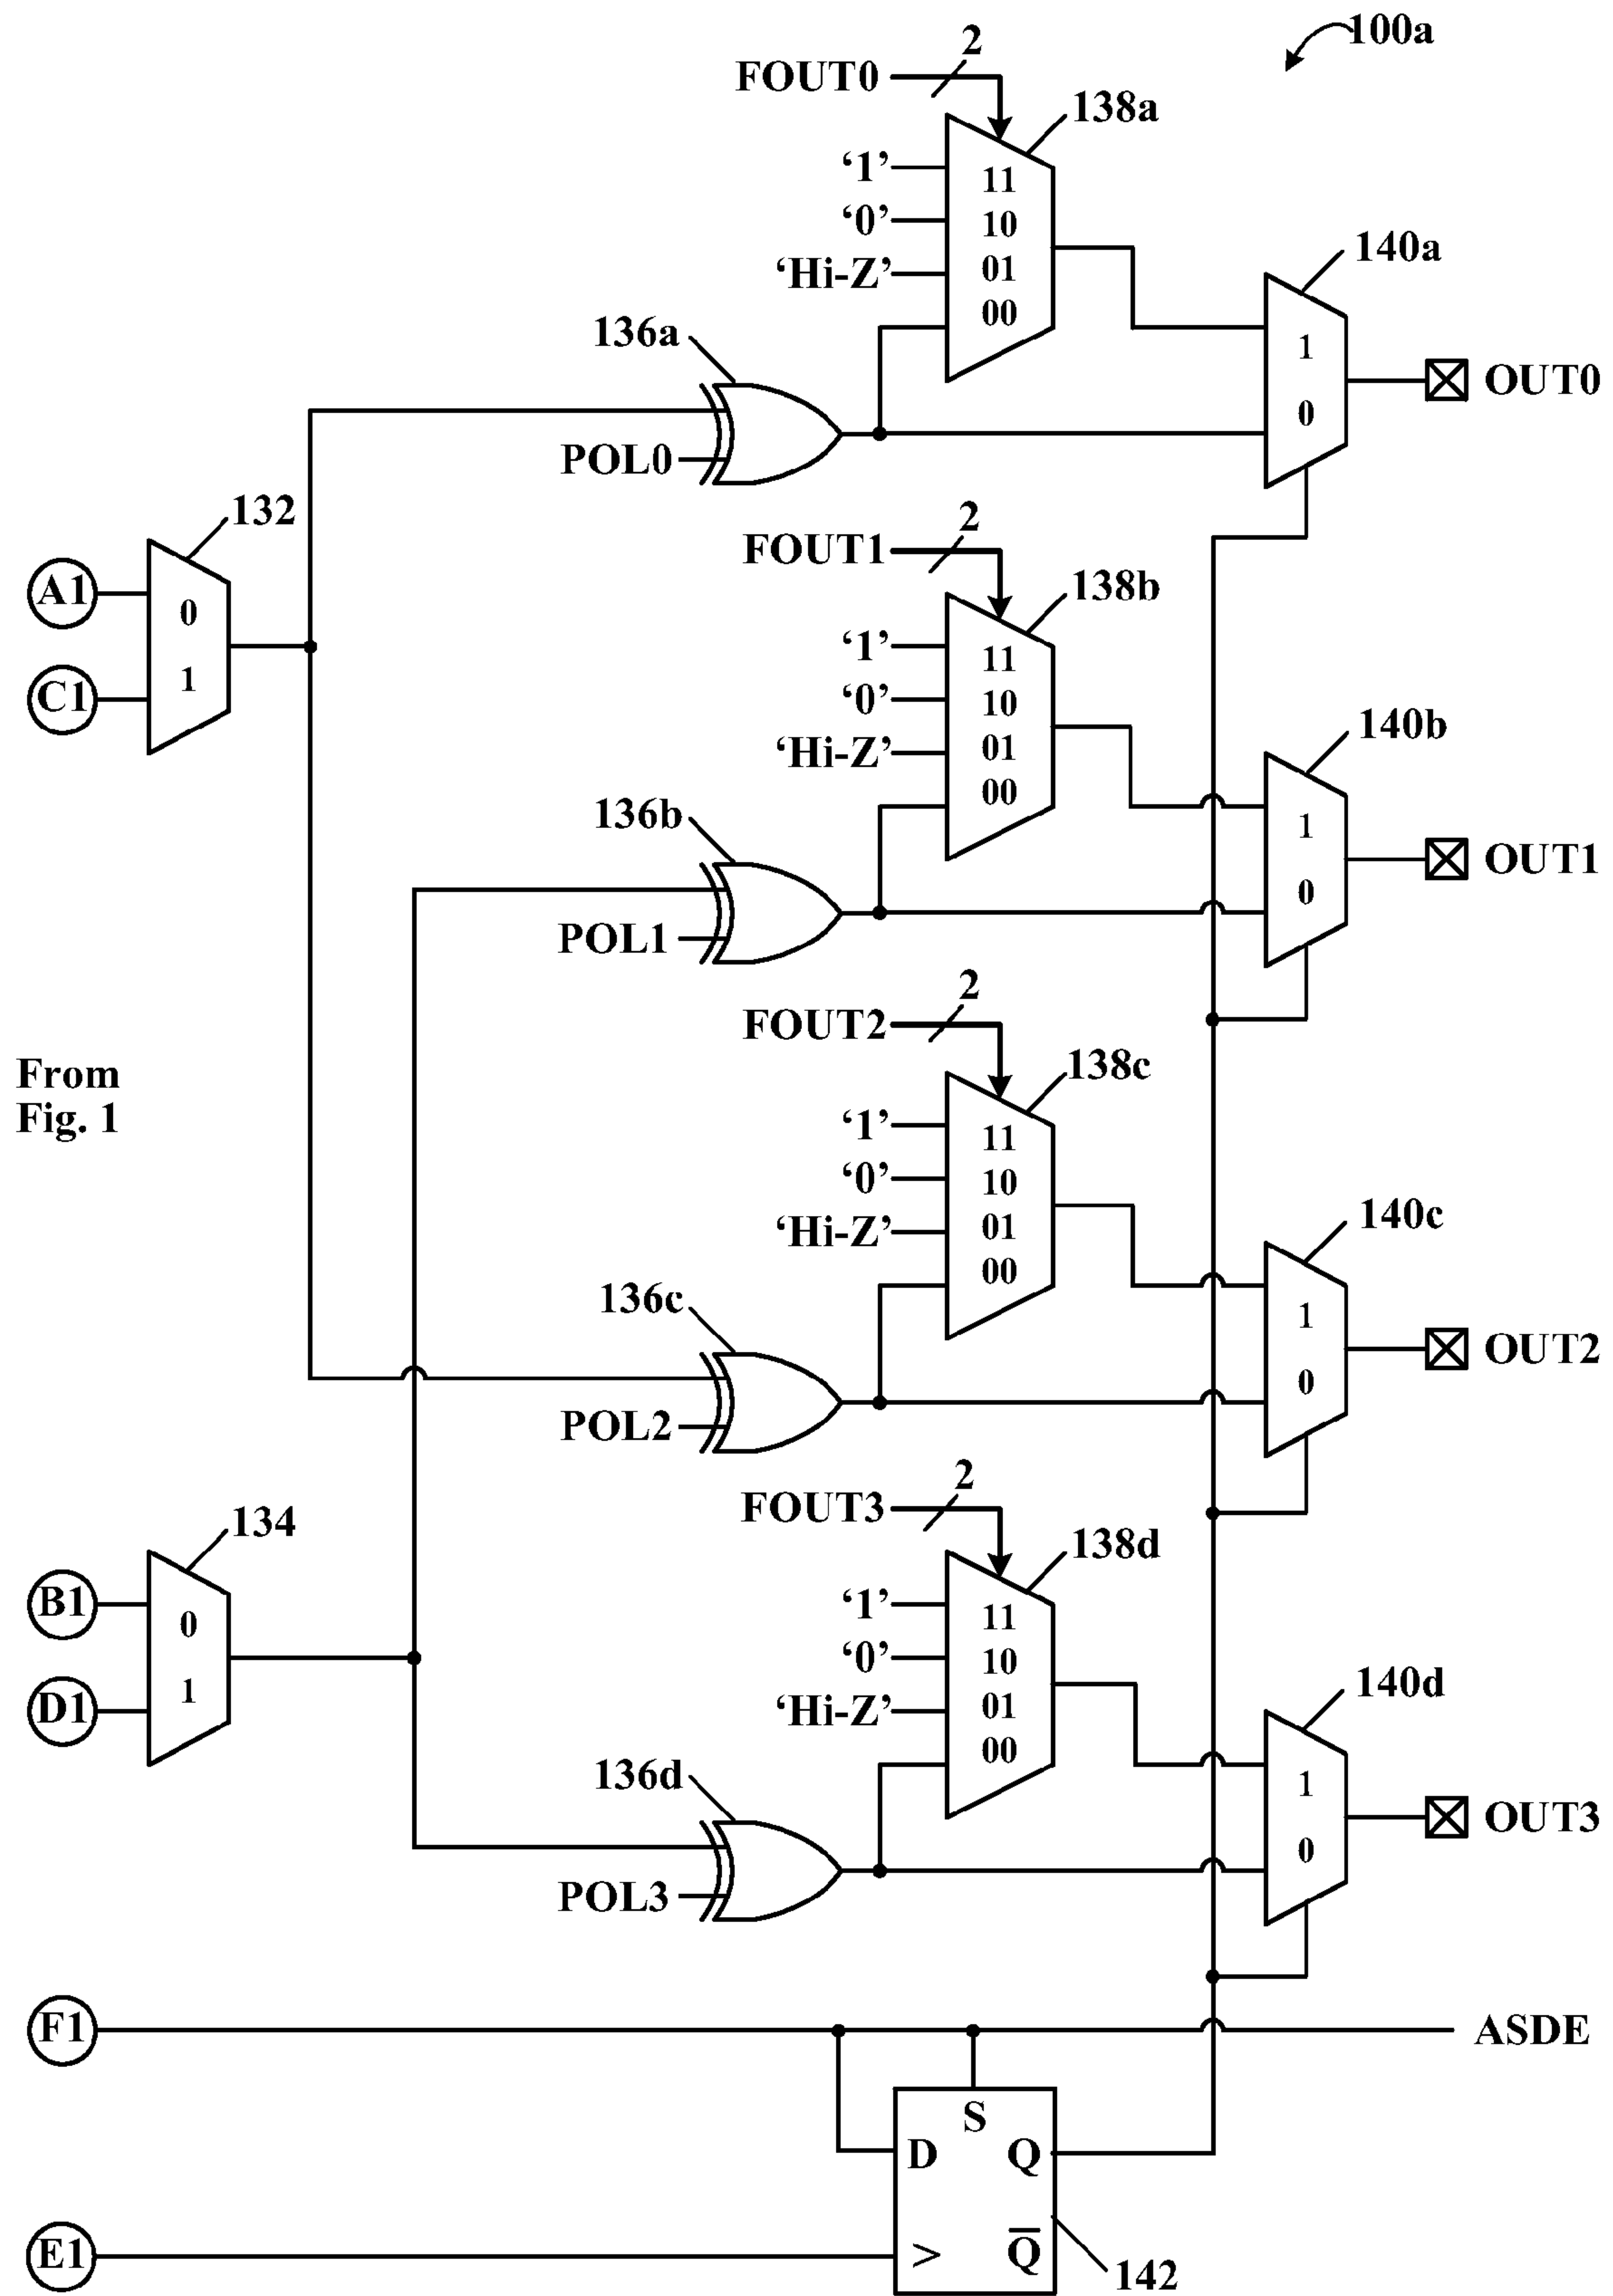 100a
2
FOUT0
138a
‘1’
11
‘0’
10
‘Hi-Z’
01
00
140a
136a
1
0
OUT0
POL0
132
2
FOUT1
138b
A1
0
C1
1
‘1’
11
‘0’
10
‘Hi-Z’
01
00
140b
136b
1
0
OUT1
POL1
2
FOUT2
138c
From
Fig. 1
‘1’
11
‘0’
10
‘Hi-Z’
01
00
140c
136c
1
0
OUT2
POL2
2
FOUT3
134
138d
B1
0
D1
1
‘1’
11
‘0’
10
‘Hi-Z’
01
00
140d
136d
1
0
OUT3
POL3
F1
ASDE
S
D
Q
E1
>
Q̅
142